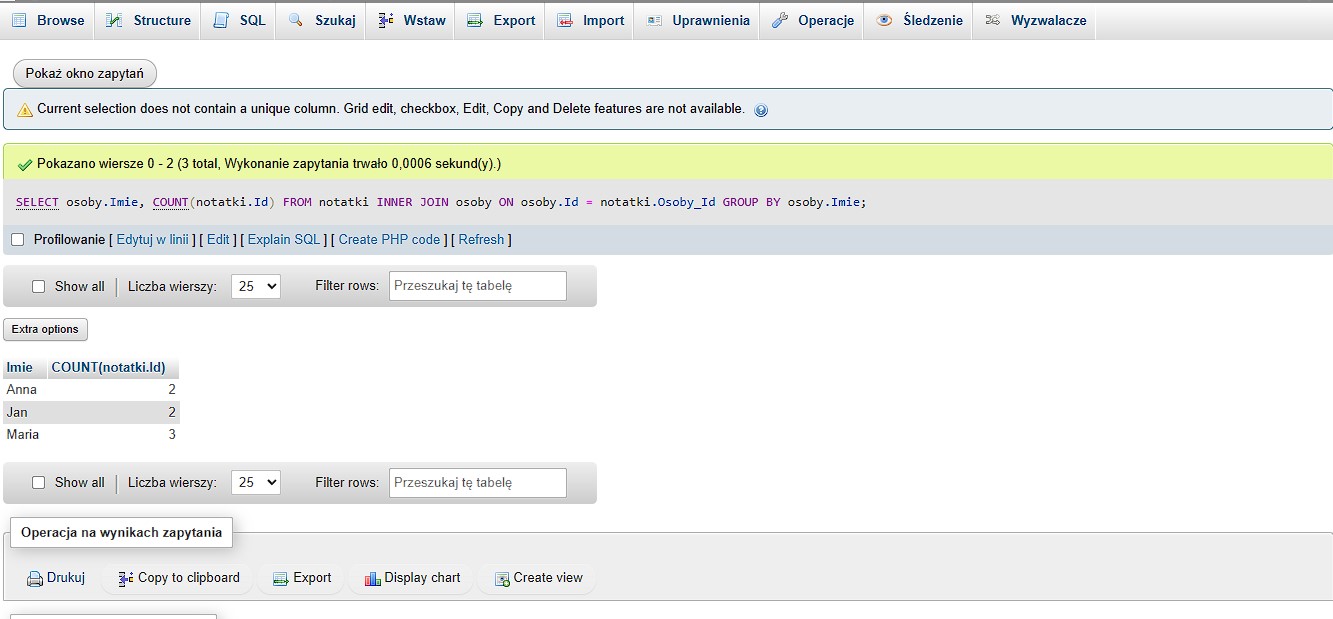 Browse Structure SQL Szukaj Wstaw Export Import Uprawnienia Operacje Śledzenie Wyzwalacze
Pokaż okno zapytań
Current selection does not contain a unique column. Grid edit, checkbox, Edit, Copy and Delete features are not available.
Pokazano wiersze 0 - 2 (3 total, Wykonanie zapytania trwało 0,0006 sekund(y).)
SELECT osoby.Imie, COUNT(notatki.Id) FROM notatki INNER JOIN osoby ON osoby.Id = notatki.Osoby_Id GROUP BY osoby.Imie;
Profilowanie [ Edytuj w linii ] [ Edit ] [ Explain SQL ] [ Create PHP code ] [ Refresh ]
Show all Liczba wierszy: 25 Filter rows: Przeszukaj tę tabelę
Extra options
Imie COUNT(notatki.Id)
Anna 2
Jan 2
Maria 3
Show all Liczba wierszy: 25 Filter rows: Przeszukaj tę tabelę
Operacja na wynikach zapytania
Drukuj Copy to clipboard Export Display chart Create view